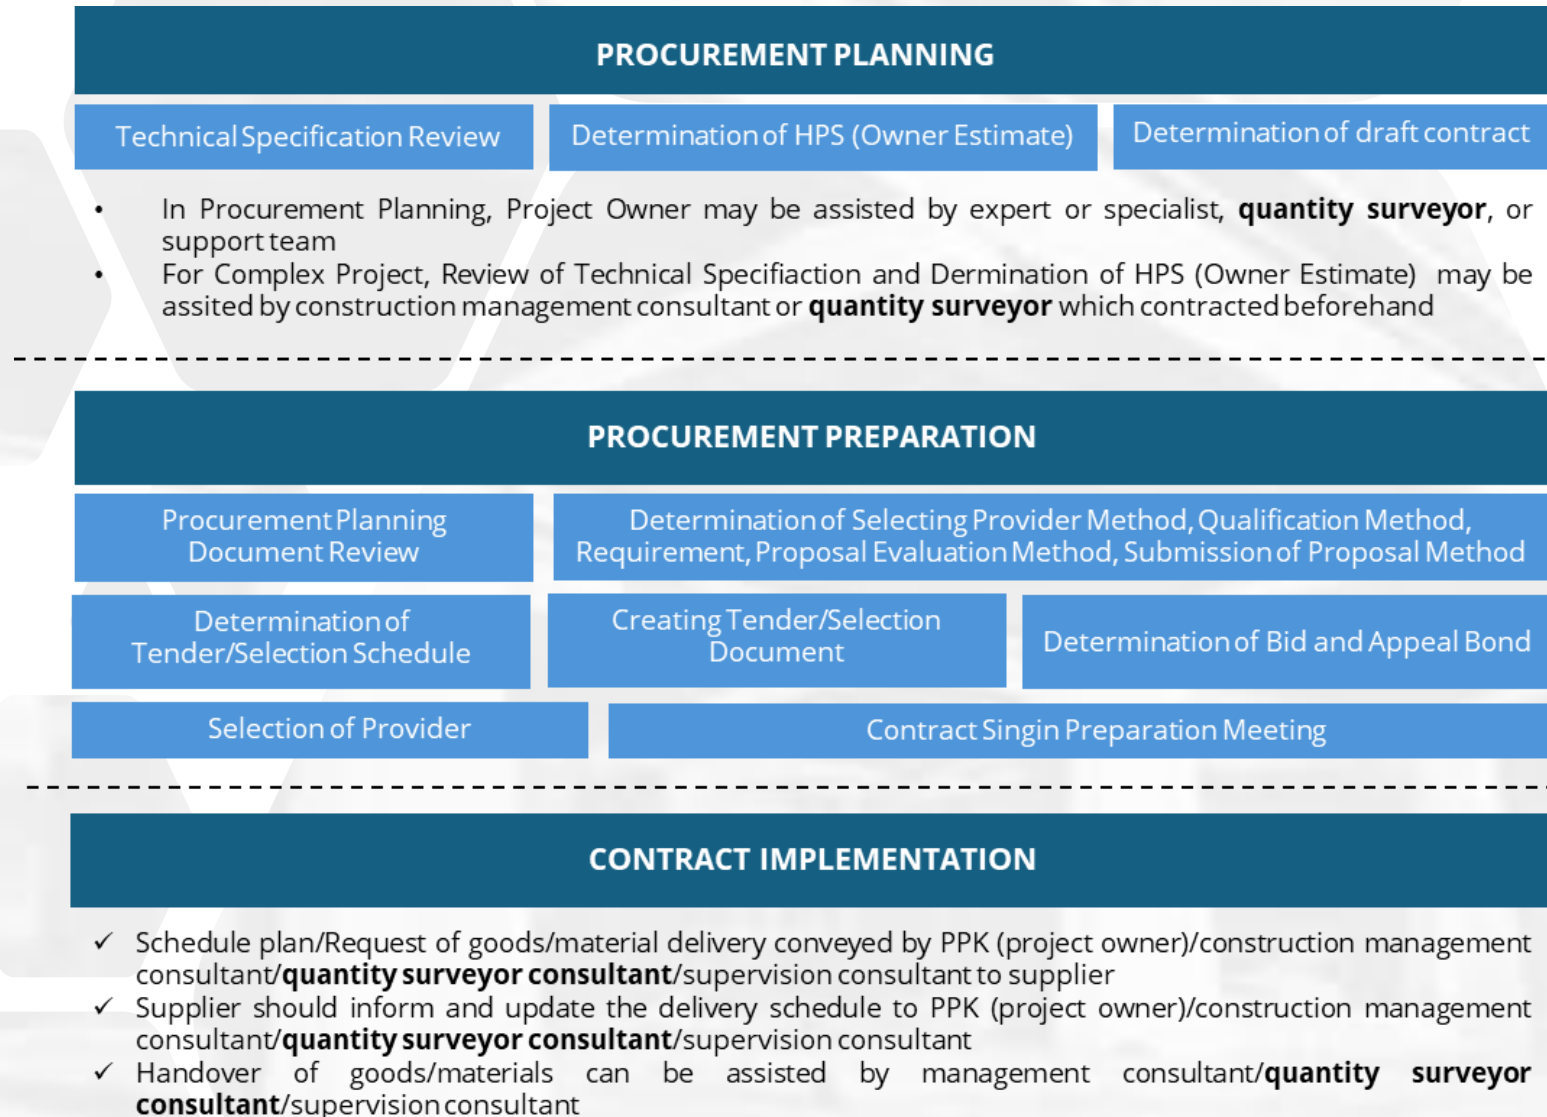 PROCUREMENT PLANNING
Technical Specification Review
Determination of HPS (Owner Estimate)
Determination of draft contract
• In Procurement Planning, Project Owner may be assisted by expert or specialist, quantity surveyor, or
support team
• For Complex Project, Review of Technical Specifiaction and Dermination of HPS (Owner Estimate) may be
assited by construction management consultant or quantity surveyor which contracted beforehand
PROCUREMENT PREPARATION
Procurement Planning
Document Review
Determination of Selecting Provider Method, Qualification Method,
Requirement, Proposal Evaluation Method, Submission of Proposal Method
Determination of
Tender/Selection Schedule
Creating Tender/Selection
Document
Determination of Bid and Appeal Bond
Selection of Provider
Contract Singin Preparation Meeting
CONTRACT IMPLEMENTATION
✓ Schedule plan/Request of goods/material delivery conveyed by PPK (project owner)/construction management
consultant/quantity surveyor consultant/supervision consultant to supplier
✓ Supplier should inform and update the delivery schedule to PPK (project owner)/construction management
consultant/quantity surveyor consultant/supervision consultant
✓ Handover of goods/materials can be assisted by management consultant/quantity surveyor
consultant/supervision consultant